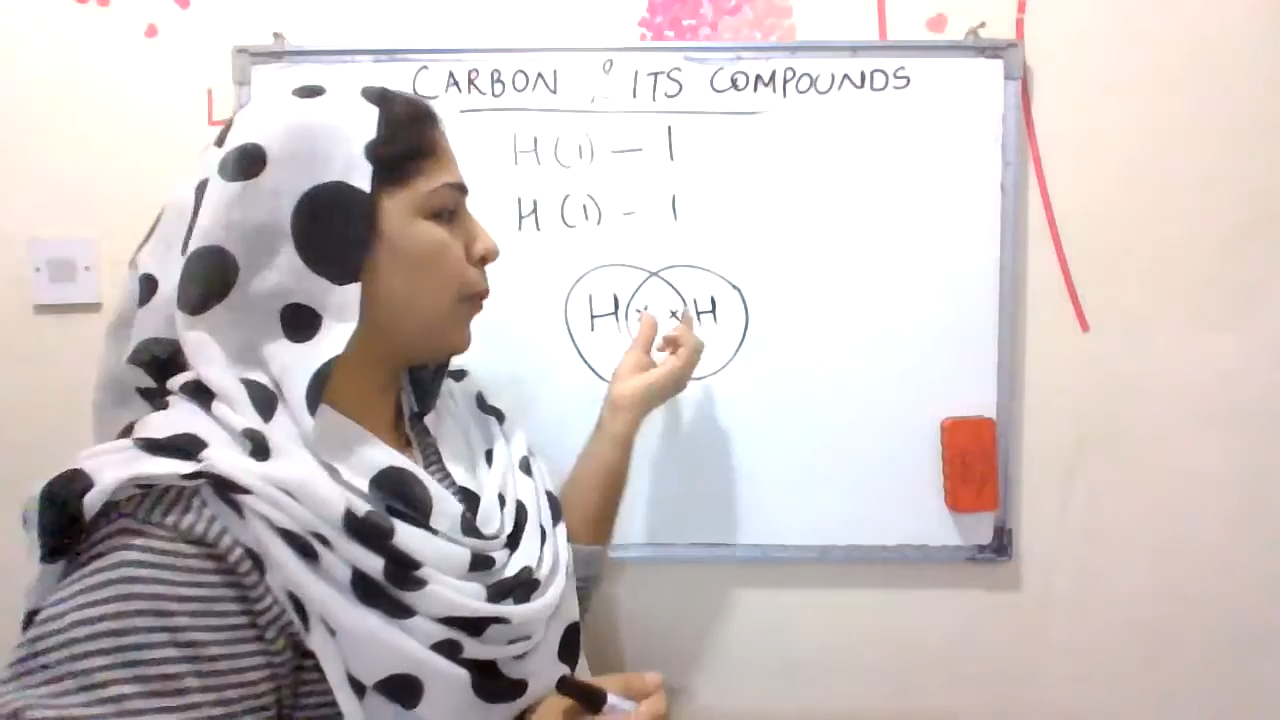 CARBON & ITS COMPOUNDS
H (1) – 1
H (1) – 1
H x x H